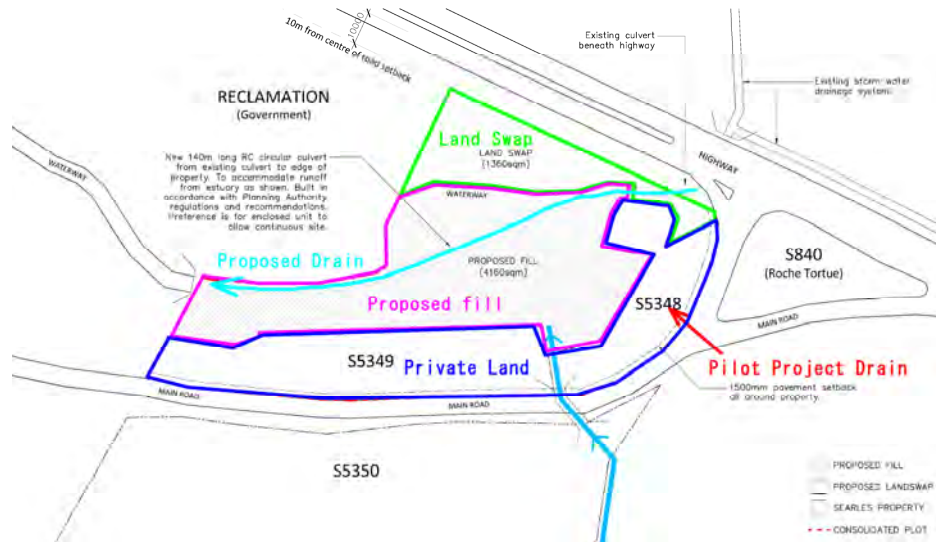 10000
10m from centre of road setback
RECLAMATION
(Government)
Existing culvert
beneath highway
Existing storm water
drainage system
Land Swap
LAND SWAP
(1360sqm)
HIGHWAY
WATERWAY
New 140m long RC circular culvert
from existing culvert to edge of
property. To accommodate runoff
from estuary as shown. Built in
accordance with Planning Authority
regulations and recommendations.
Preference is for enclosed unit to
allow continuous site.
WATERWAY
Proposed Drain
PROPOSED FILL
(4160sqm)
S840
(Roche Tortue)
Proposed fill
S5348
MAIN ROAD
S5349
Private Land
Pilot Project Drain
1500mm pavement setback
all around property
MAIN ROAD
MAIN ROAD
S5350
PROPOSED FILL
PROPOSED LANDSWAP
SEARLES PROPERTY
CONSOLIDATED PLOT